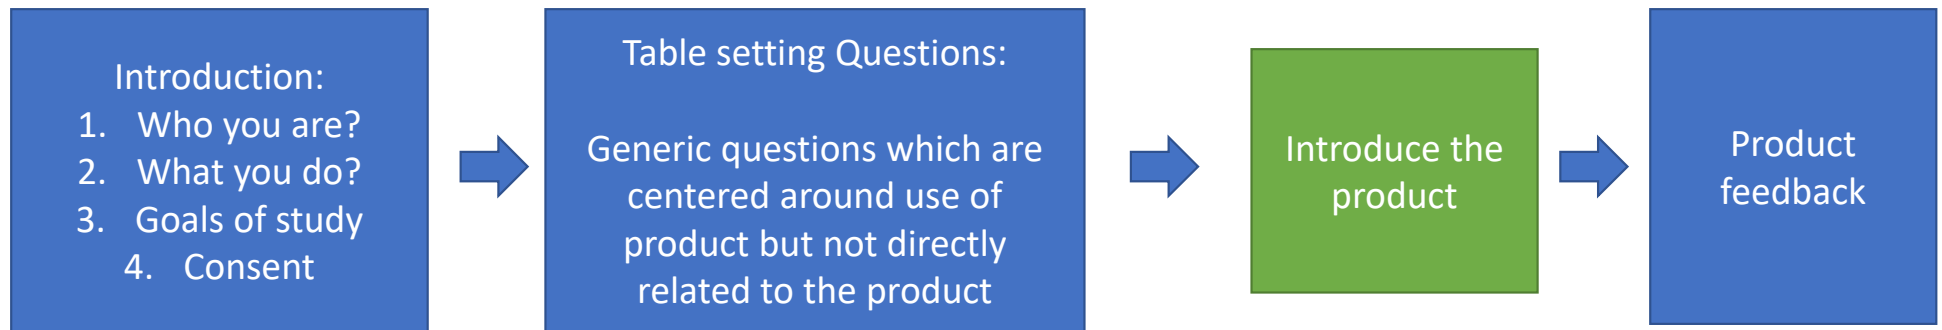 Introduction:
1. Who you are?
2. What you do?
3. Goals of study
4. Consent
Table setting Questions:
Generic questions which are
centered around use of
product but not directly
related to the product
Introduce the
product
Product
feedback